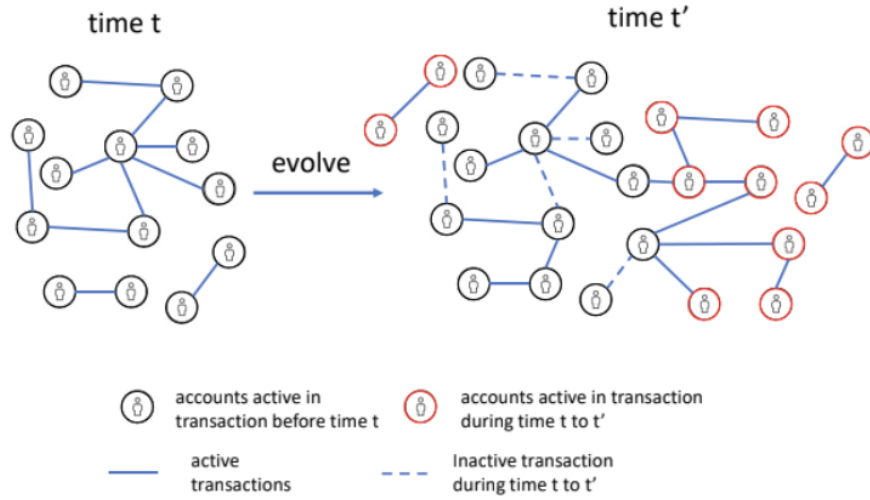 time t
time t’
evolve
accounts active in
transaction before time t
accounts active in transaction
during time t to t’
active
transactions
Inactive transaction
during time t to t’